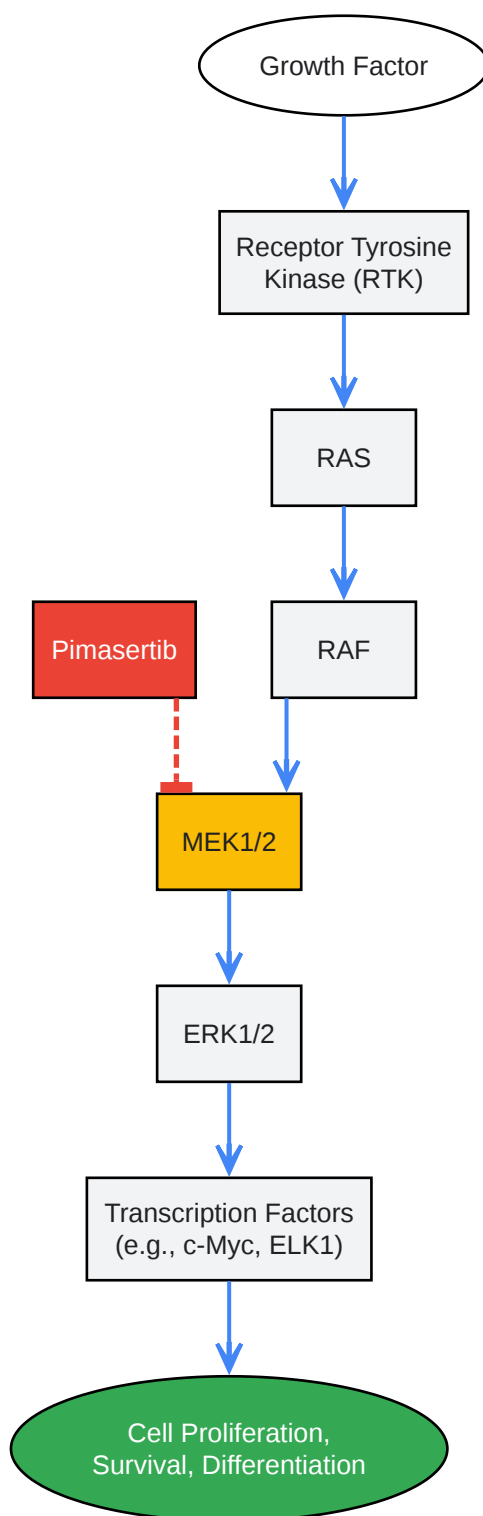 Growth Factor
Receptor Tyrosine
Kinase (RTK)
RAS
Pimasertib
RAF
MEK1/2
ERK1/2
Transcription Factors
(e.g., c-Myc, ELK1)
Cell Proliferation,
Survival, Differentiation